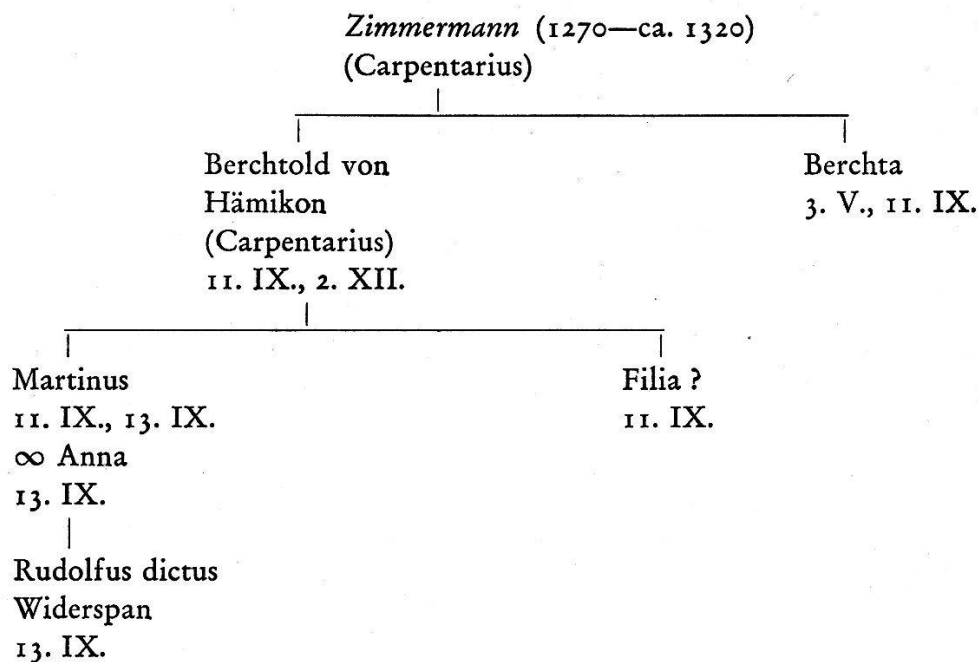 Zimmermann (1270—ca. 1320)
(Carpentarius)
Berchtold von
Hämikon
(Carpentarius)
11. IX., 2. XII.
Berchta
3. V., 11. IX.
Martinus
11. IX., 13. IX.
∞ Anna
13. IX.
Filia ?
11. IX.
Rudolfus dictus
Widerspan
13. IX.